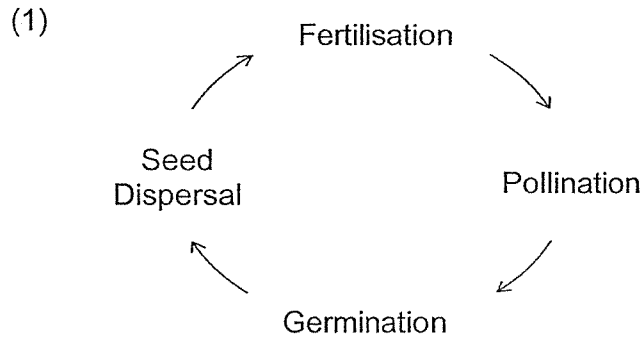 (1)
Fertilisation
Seed
Dispersal
Pollination
Germination